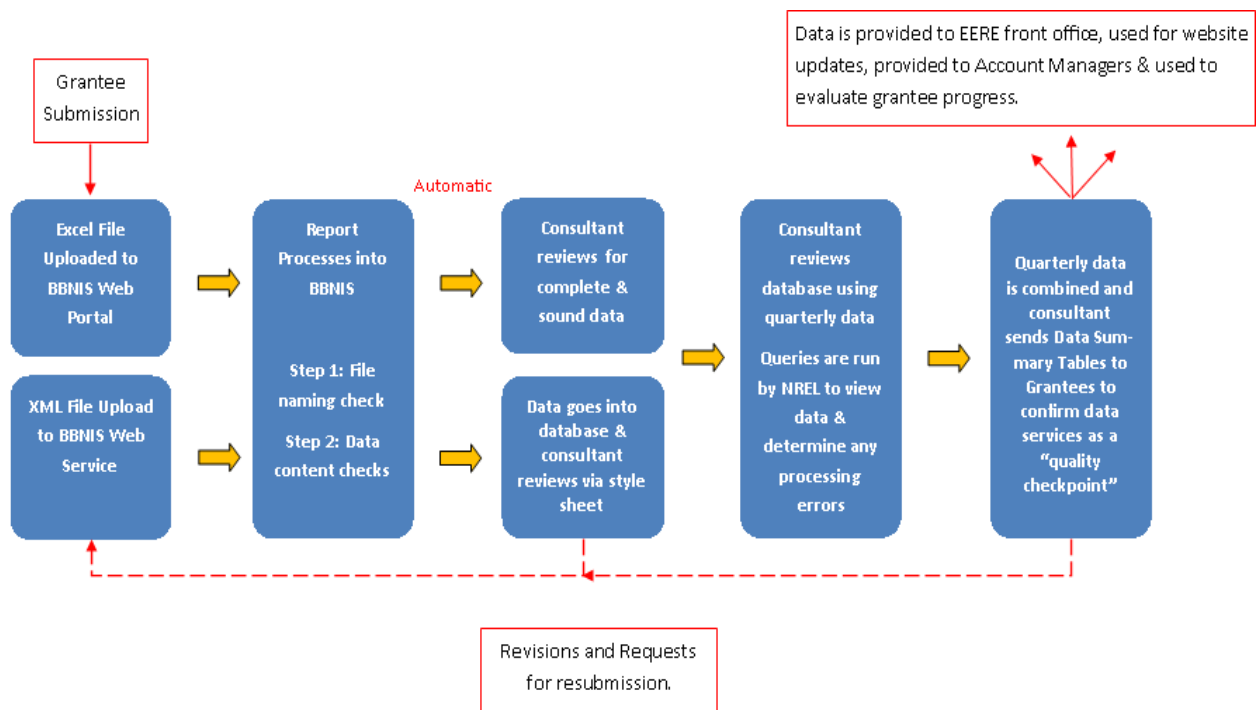 Grantee
Submission
Data is provided to EERE front office, used for website
updates, provided to Account Managers & used to
evaluate grantee progress.
Automatic
Excel File
Uploaded to
BBNIS Web
Portal
XML File Upload
to BBNIS Web
Service
Report
Processes into
BBNIS
Step 1: File
naming check
Step 2: Data
content checks
Consultant
reviews for
complete &
sound data
Data goes into
database &
consultant
reviews via style
sheet
Consultant
reviews
database using
quarterly data
Queries are run
by NREL to view
data &
determine any
processing
errors
Quarterly data
is combined and
consultant
sends Data Sum-
mary Tables to
Grantees to
confirm data
services as a
“quality
checkpoint”
Revisions and Requests
for resubmission.